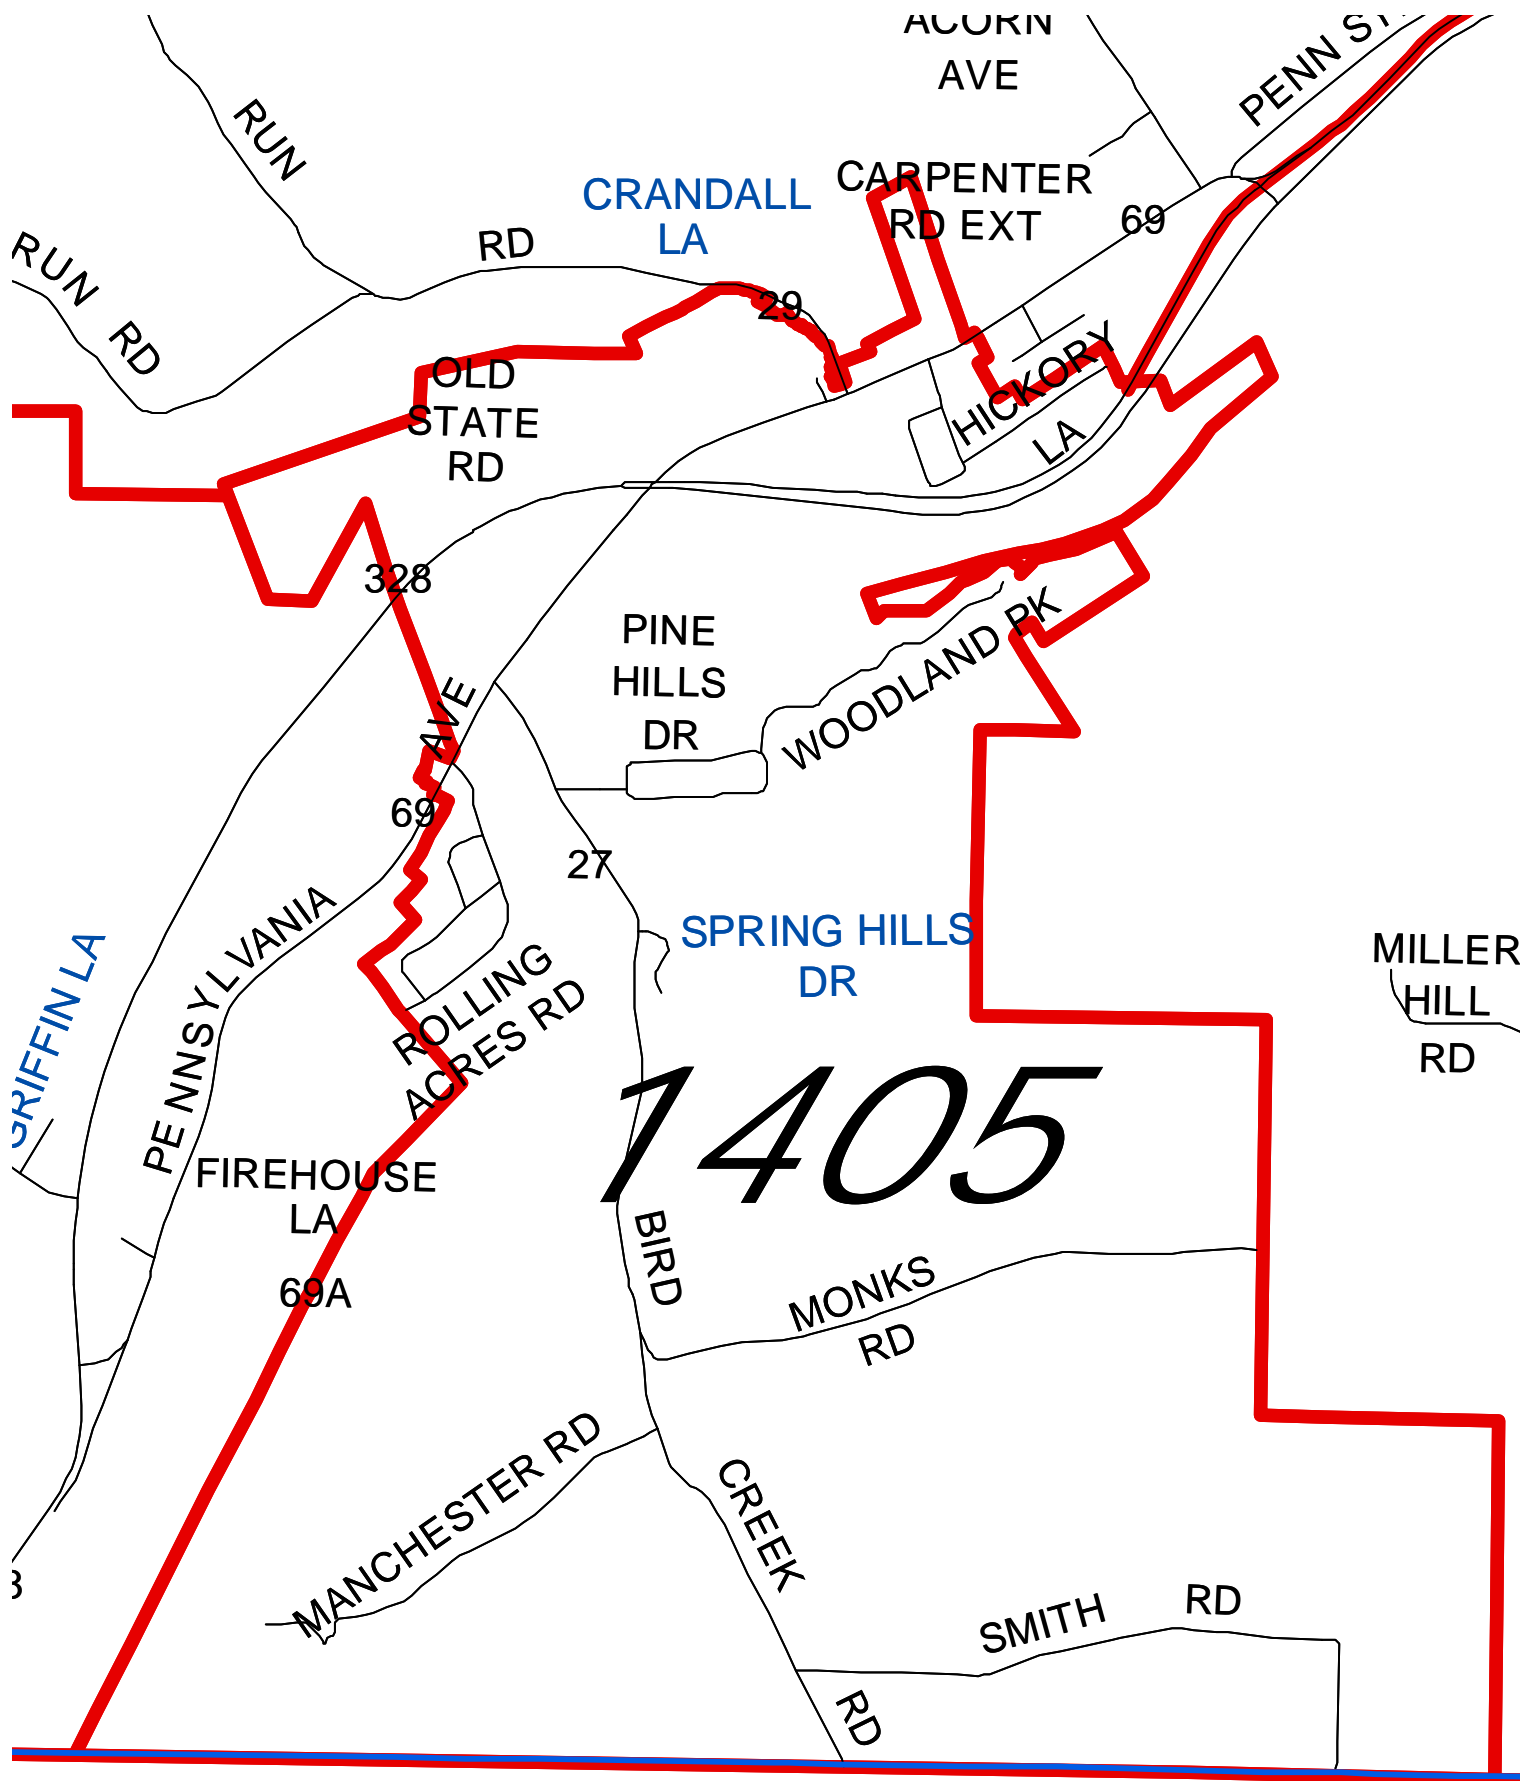 ACORN
AVE
PENN
RUN
CRANDALL
LA
CARPENTER
RD EXT
69
RD
RUN
RD
29
HICKORY
LA
OLD
STATE
RD
328
PINE
HILLS
DR
WOODLAND PK
AVE
69
27
PENNSYLVANIA
SPRING HILLS
DR
MILLER
HILL
RD
GRIFFIN LA
ROLLING
ACRES RD
1405
FIREHOUSE
LA
69A
BIRD
MONKS
RD
MANCHESTER RD
CREEK
SMITH RD
RD